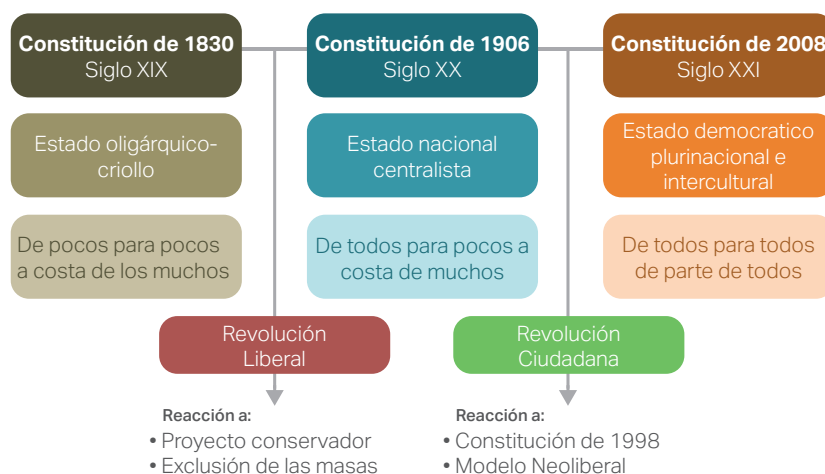 Constitución de 1830
Siglo XIX
Constitución de 1906
Siglo XX
Constitución de 2008
Siglo XXI
Estado oligárquico-
criollo
Estado nacional
centralista
Estado democratico
plurinacional e
intercultural
De pocos para pocos
a costa de los muchos
De todos para pocos a
costa de muchos
De todos para todos
de parte de todos
Revolución
Liberal
Revolución
Ciudadana
Reacción a:
• Proyecto conservador
• Exclusión de las masas
Reacción a:
• Constitución de 1998
• Modelo Neoliberal